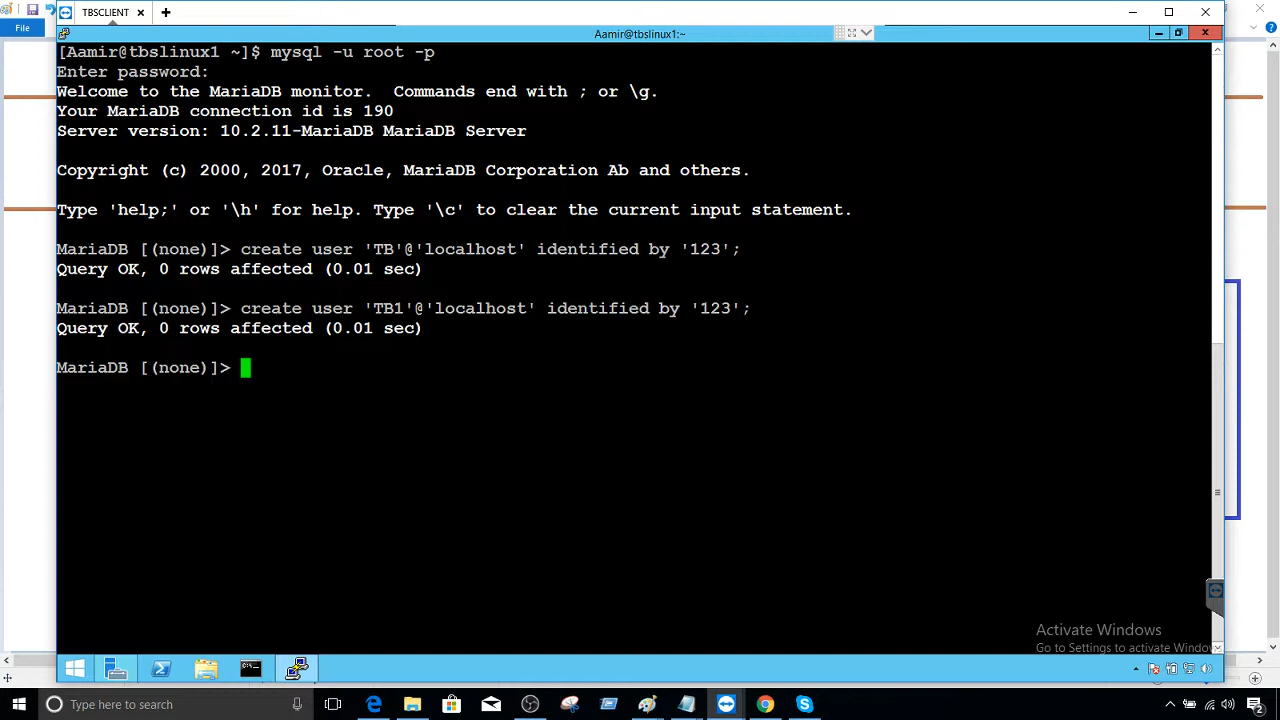 TBSCLIENT
File
Aamir@tbslinux1:~
[Aamir@tbslinux1 ~]$ mysql -u root -p
Enter password:
Welcome to the MariaDB monitor.  Commands end with ; or \g.
Your MariaDB connection id is 190
Server version: 10.2.11-MariaDB MariaDB Server
Copyright (c) 2000, 2017, Oracle, MariaDB Corporation Ab and others.
Type 'help;' or '\h' for help. Type '\c' to clear the current input statement.
MariaDB [(none)]> create user 'TB'@'localhost' identified by '123';
Query OK, 0 rows affected (0.01 sec)
MariaDB [(none)]> create user 'TB1'@'localhost' identified by '123';
Query OK, 0 rows affected (0.01 sec)
MariaDB [(none)]>
Activate Windows
Go to Settings to activate Windo
Type here to search
2